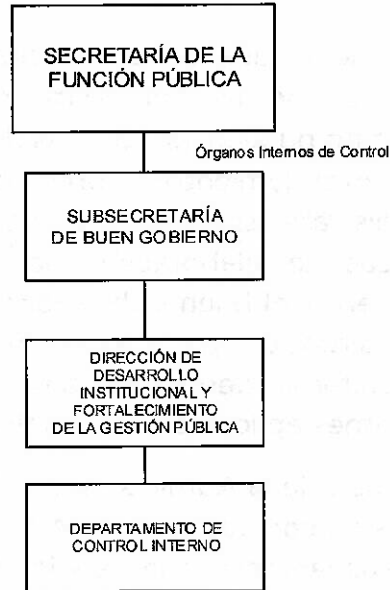 SECRETARÍA DE LA
FUNCIÓN PÚBLICA
Órganos Internos de Control
SUBSECRETARÍA
DE BUEN GOBIERNO
DIRECCIÓN DE
DESARROLLO
INSTITUCIONAL Y
FORTALECIMIENTO
DE LA GESTIÓN PÚBLICA
DEPARTAMENTO DE
CONTROL INTERNO